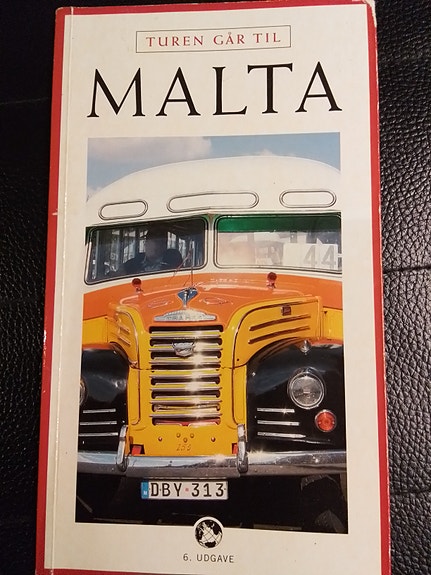 TUREN GÅR TIL
MALTA
44
DBY 313
6. UDGAVE